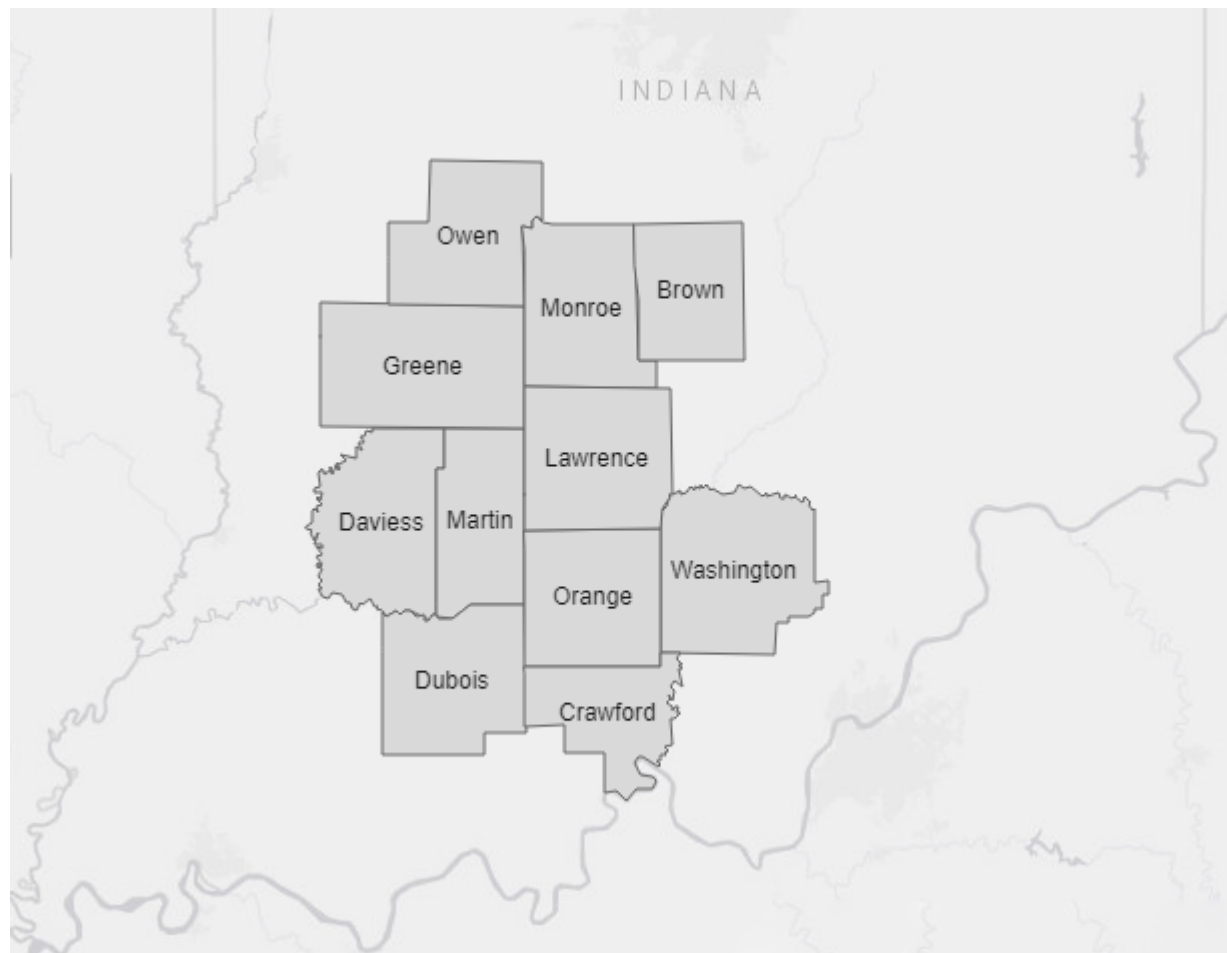 INDIANA
Owen
Brown
Monroe
Greene
Lawrence
Daviess
Martin
Washington
Orange
Dubois
Crawford